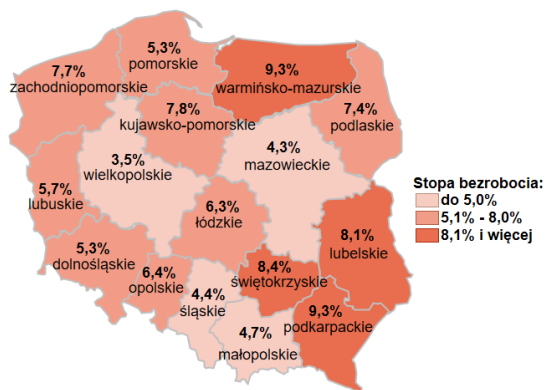 5,3%
pomorskie
9,3%
warmińsko-mazurskie
7,7%
zachodniopomorskie
7,8%
kujawsko-pomorskie
7,4%
podlaskie
4,3%
mazowieckie
3,5%
wielkopolskie
5,7%
lubuskie
6,3%
łódzkie
8,1%
lubelskie
5,3%
dolnośląskie
6,4%
opolskie
4,4%
śląskie
8,4%
świętokrzyskie
4,7%
małopolskie
9,3%
podkarpackie
Stopa bezrobocia:
do 5,0%
5,1% - 8,0%
8,1% i więcej